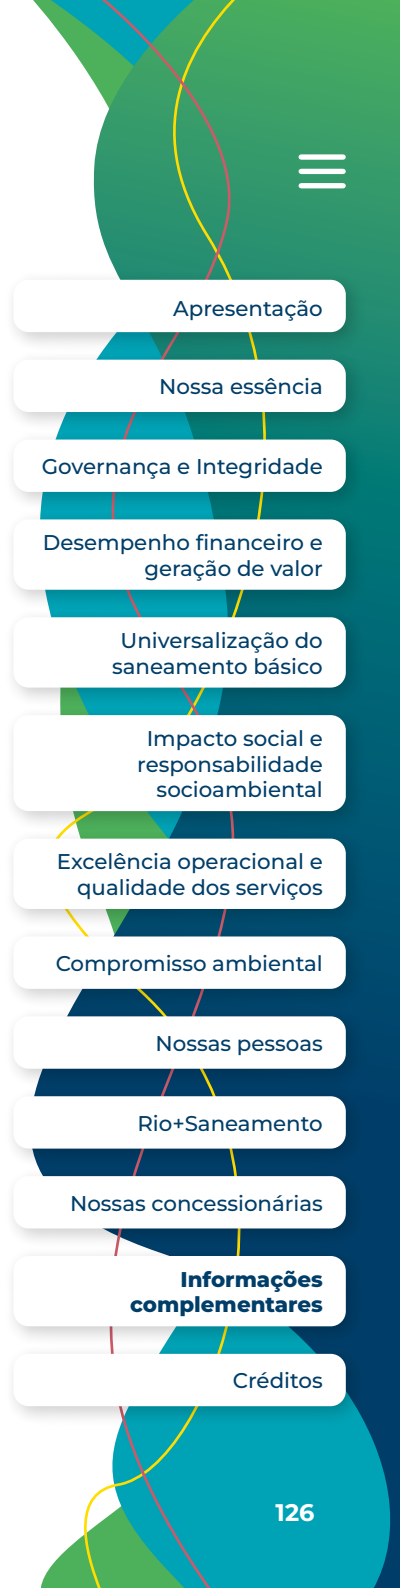 Apresentação
Nossa essência
Governança e Integridade
Desempenho financeiro e
geração de valor
Universalização do
saneamento básico
Impacto social e
responsabilidade
socioambiental
Excelência operacional e
qualidade dos serviços
Compromisso ambiental
Nossas pessoas
Rio+Saneamento
Nossas concessionárias
Informações
complementares
Créditos
126